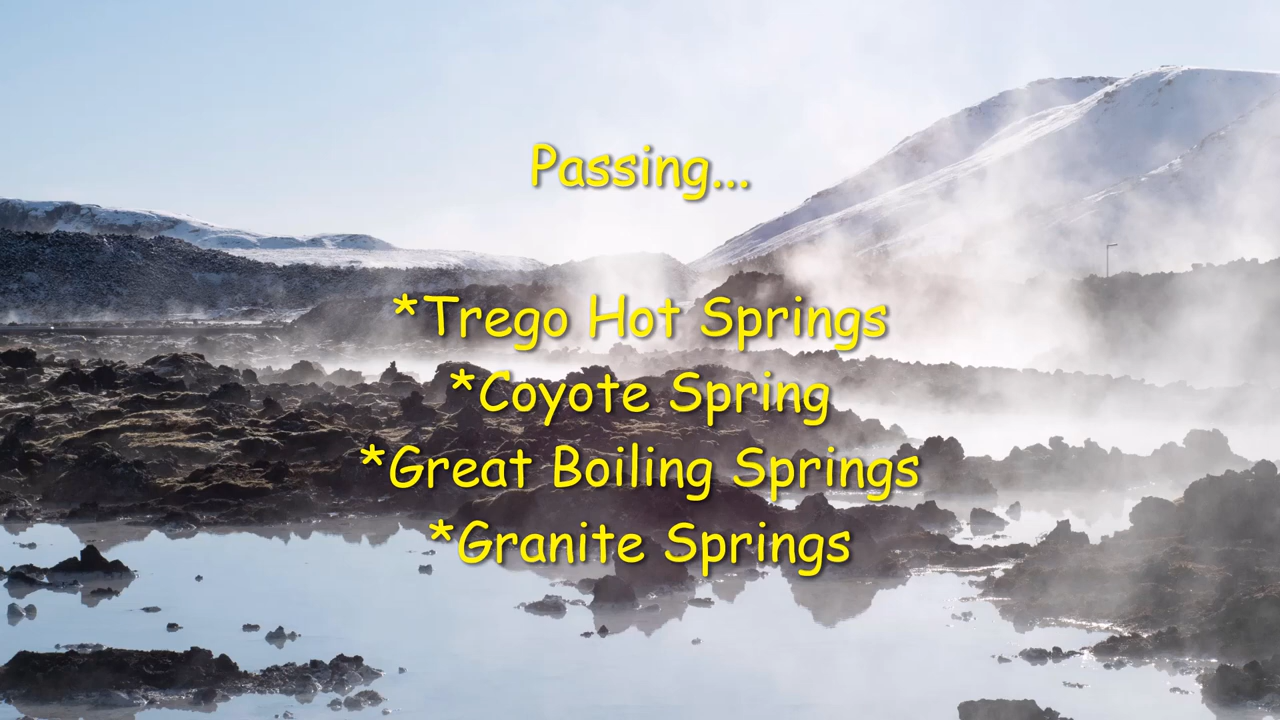 Passing...
*Trego Hot Springs
*Coyote Spring
*Great Boiling Springs
*Granite Springs